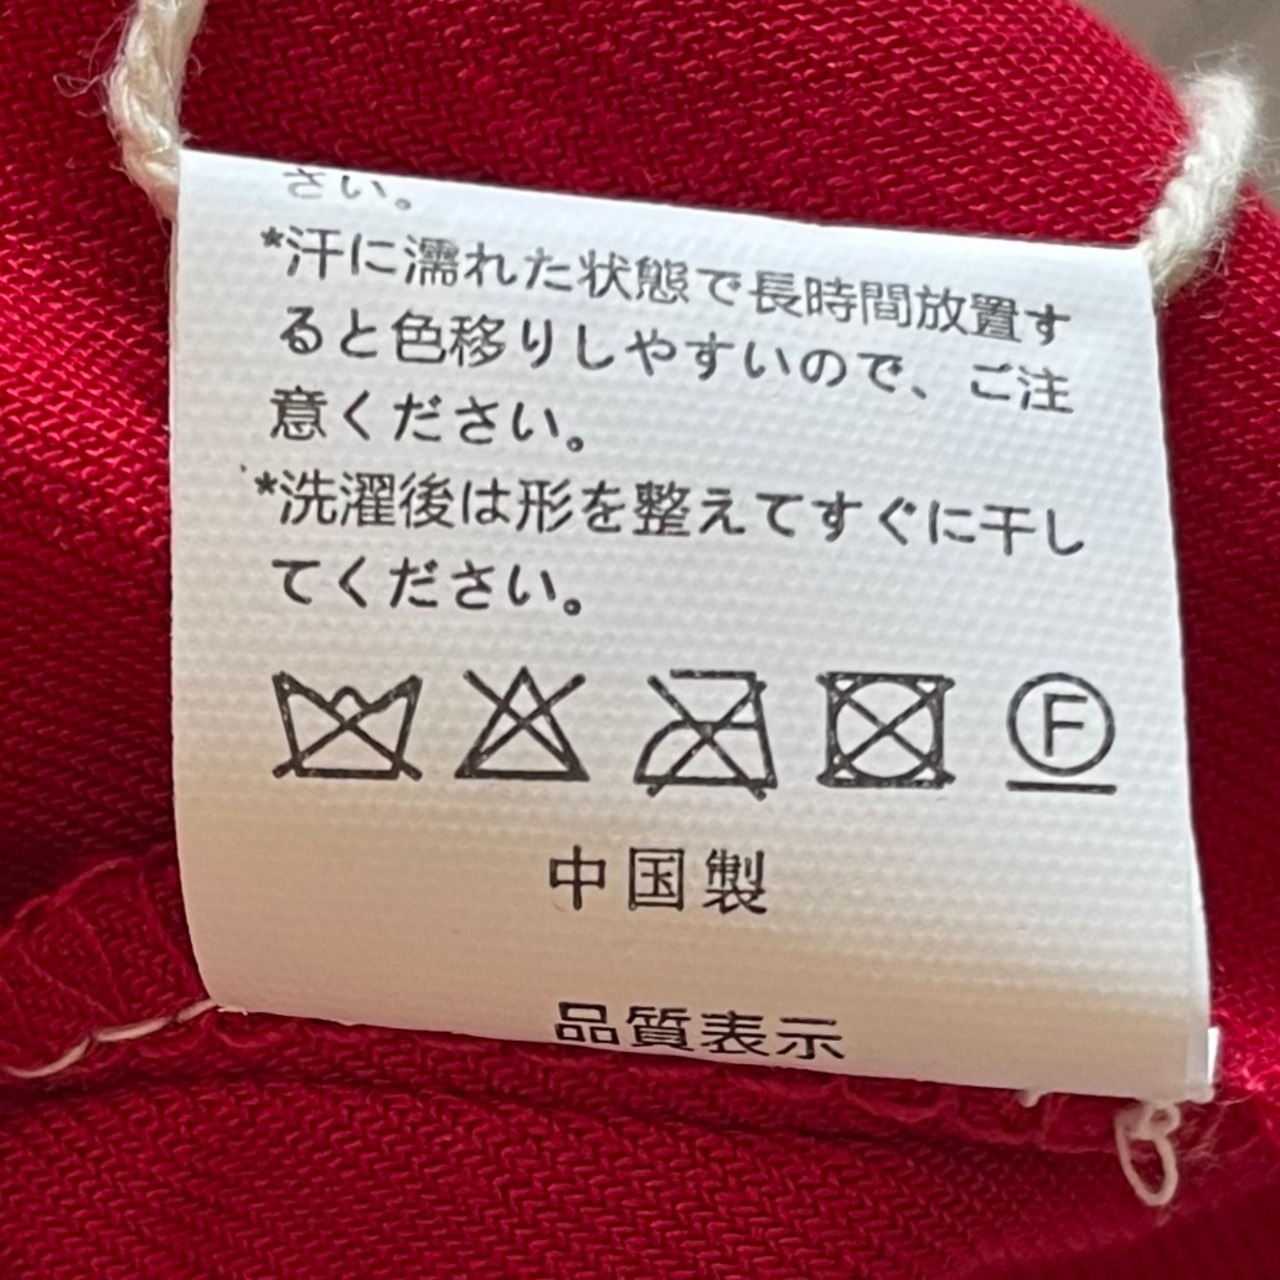 さい。
*汗に濡れた状態で長時間放置す
ると色移りしやすいので、ご注
意ください。
*洗濯後は形を整えてすぐに干し
てください。
F
中国製
品質表示